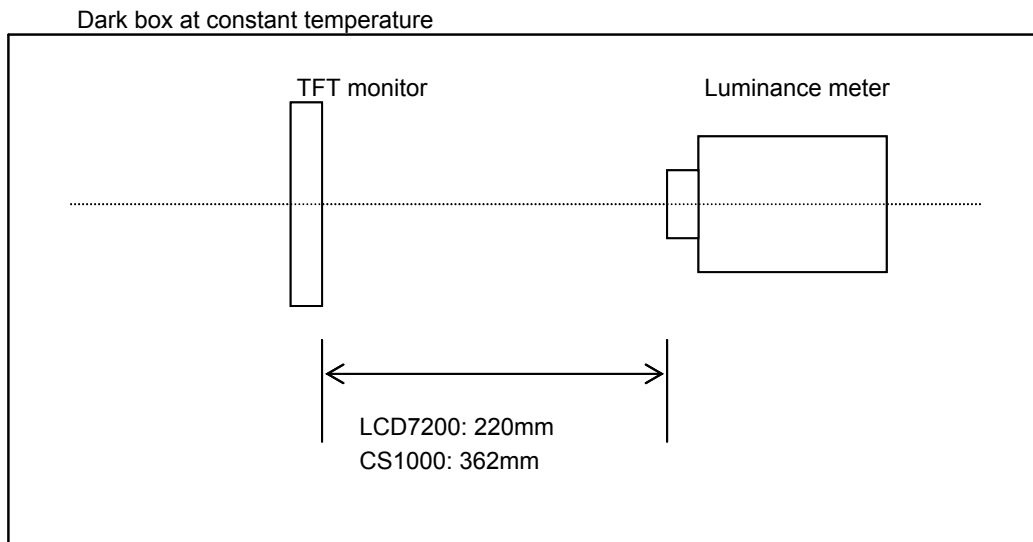 Dark box at constant temperature
TFT monitor
Luminance meter
LCD7200: 220mm
CS1000: 362mm